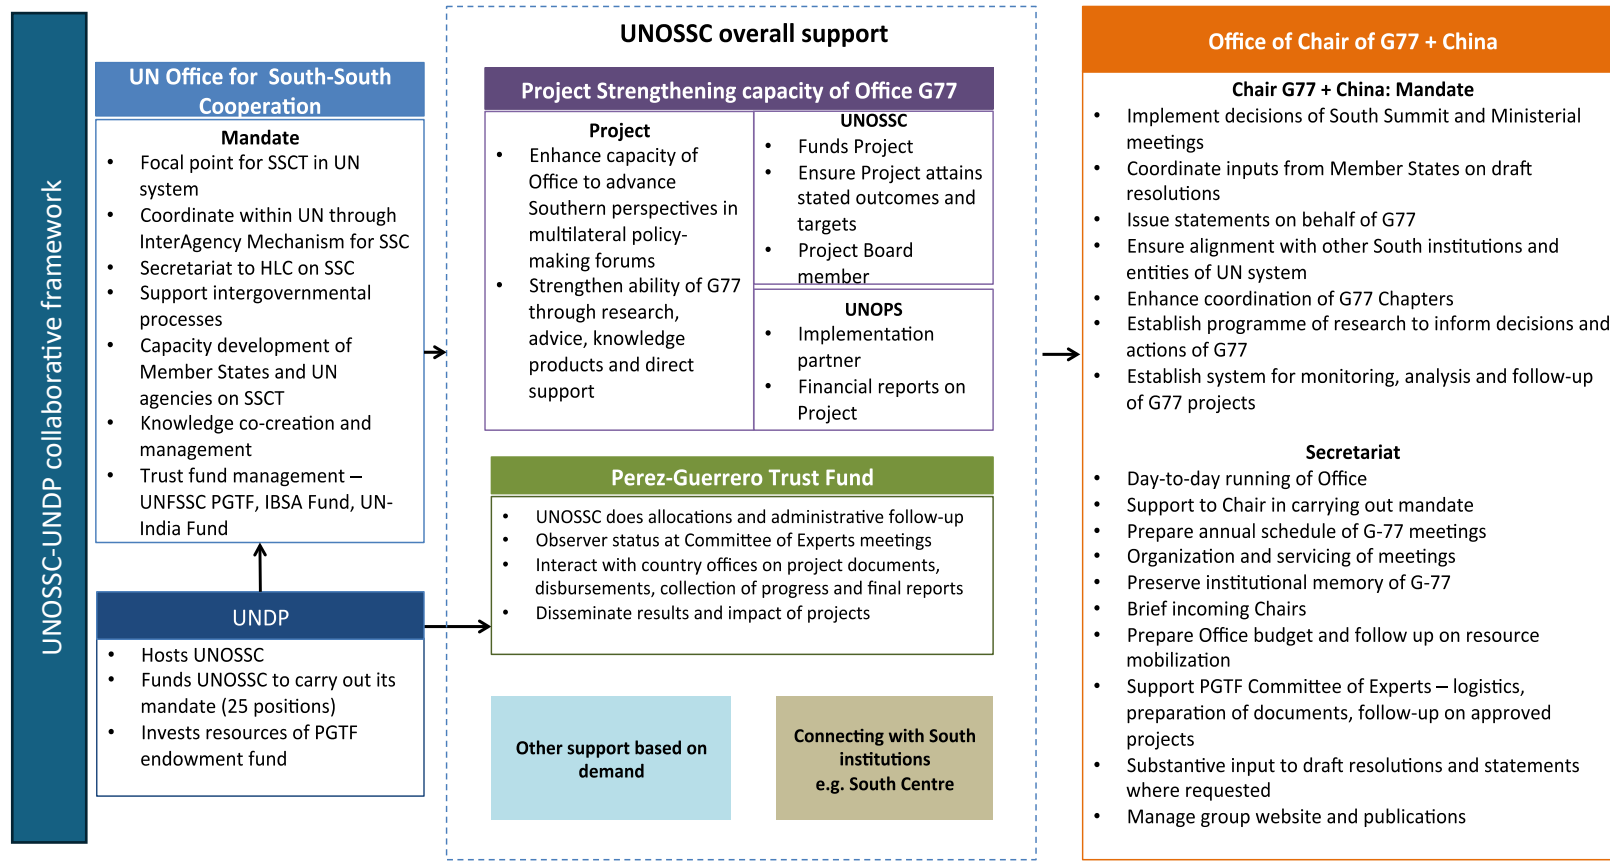 UNOSSC-UNDP collaborative framework
UN Office for South-South
Cooperation
Mandate
• Focal point for SSCT in UN
system
• Coordinate within UN through
InterAgency Mechanism for SSC
• Secretariat to HLC on SSC
• Support intergovernmental
processes
• Capacity development of
Member States and UN
agencies on SSCT
• Knowledge co-creation and
management
• Trust fund management –
UNFSSC PGTF, IBSA Fund, UN-
India Fund
UNDP
• Hosts UNOSSC
• Funds UNOSSC to carry out its
mandate (25 positions)
• Invests resources of PGTF
endowment fund
UNOSSC overall support
Project Strengthening capacity of Office G77
Project
• Enhance capacity of
Office to advance
Southern perspectives in
multilateral policy-
making forums
• Strengthen ability of G77
through research,
advice, knowledge
products and direct
support
UNOSSC
• Funds Project
• Ensure Project attains
stated outcomes and
targets
• Project Board
member
UNOPS
• Implementation
partner
• Financial reports on
Project
Perez-Guerrero Trust Fund
• UNOSSC does allocations and administrative follow-up
• Observer status at Committee of Experts meetings
• Interact with country offices on project documents,
disbursements, collection of progress and final reports
• Disseminate results and impact of projects
Other support based on
demand
Connecting with South
institutions
e.g. South Centre
Office of Chair of G77 + China
Chair G77 + China: Mandate
• Implement decisions of South Summit and Ministerial
meetings
• Coordinate inputs from Member States on draft
resolutions
• Issue statements on behalf of G77
• Ensure alignment with other South institutions and
entities of UN system
• Enhance coordination of G77 Chapters
• Establish programme of research to inform decisions and
actions of G77
• Establish system for monitoring, analysis and follow-up
of G77 projects
Secretariat
• Day-to-day running of Office
• Support to Chair in carrying out mandate
• Prepare annual schedule of G-77 meetings
• Organization and servicing of meetings
• Preserve institutional memory of G-77
• Brief incoming Chairs
• Prepare Office budget and follow up on resource
mobilization
• Support PGTF Committee of Experts – logistics,
preparation of documents, follow-up on approved
projects
• Substantive input to draft resolutions and statements
where requested
• Manage group website and publications